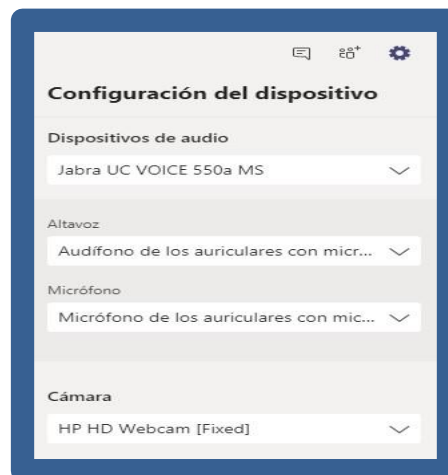 Configuración del dispositivo
Dispositivos de audio
Jabra UC VOICE 550a MS
Altavoz
Audífono de los auriculares con micr...
Micrófono
Micrófono de los auriculares con mic...
Cámara
HP HD Webcam [Fixed]